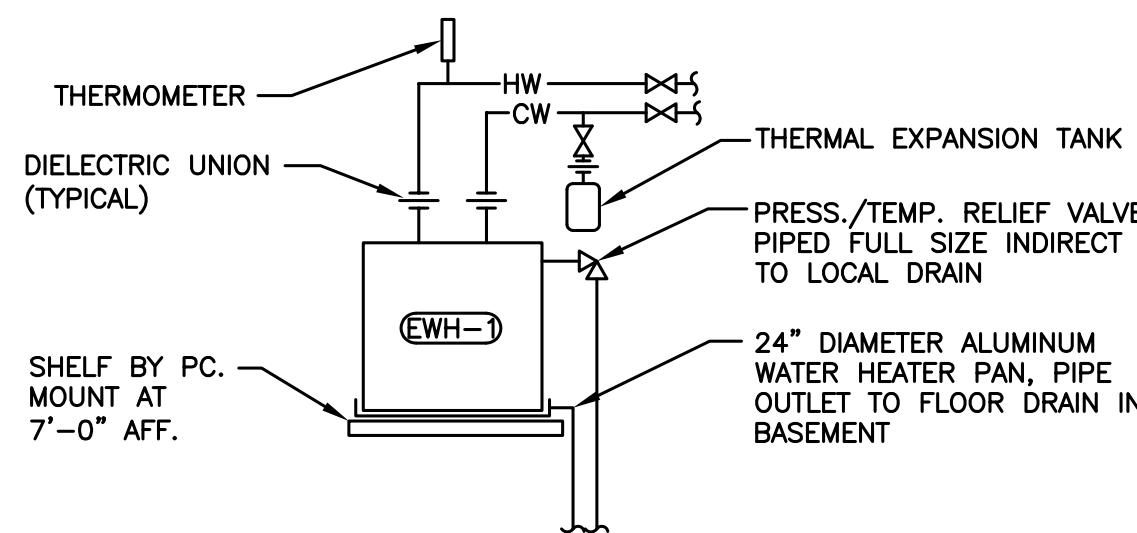 THERMOMETER
HW
CW
DIELECTRIC UNION
(TYPICAL)
THERMAL EXPANSION TANK
PRESS./TEMP. RELIEF VALVE
PIPED FULL SIZE INDIRECT
TO LOCAL DRAIN
EWH-1
SHELF BY PC.
MOUNT AT
7'-0" AFF.
24" DIAMETER ALUMINUM
WATER HEATER PAN, PIPE
OUTLET TO FLOOR DRAIN IN
BASEMENT